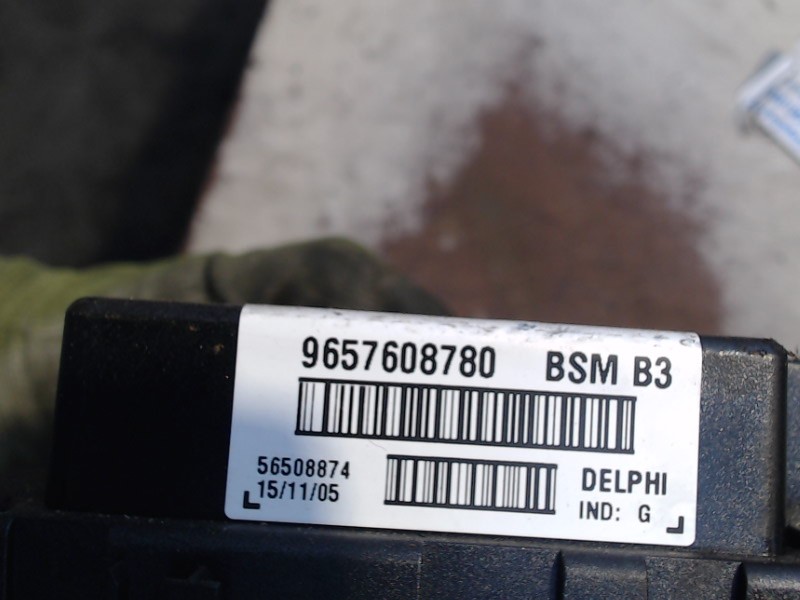 9657608780 BSM B3
56508874 DELPHI
15/11/05 IND: G